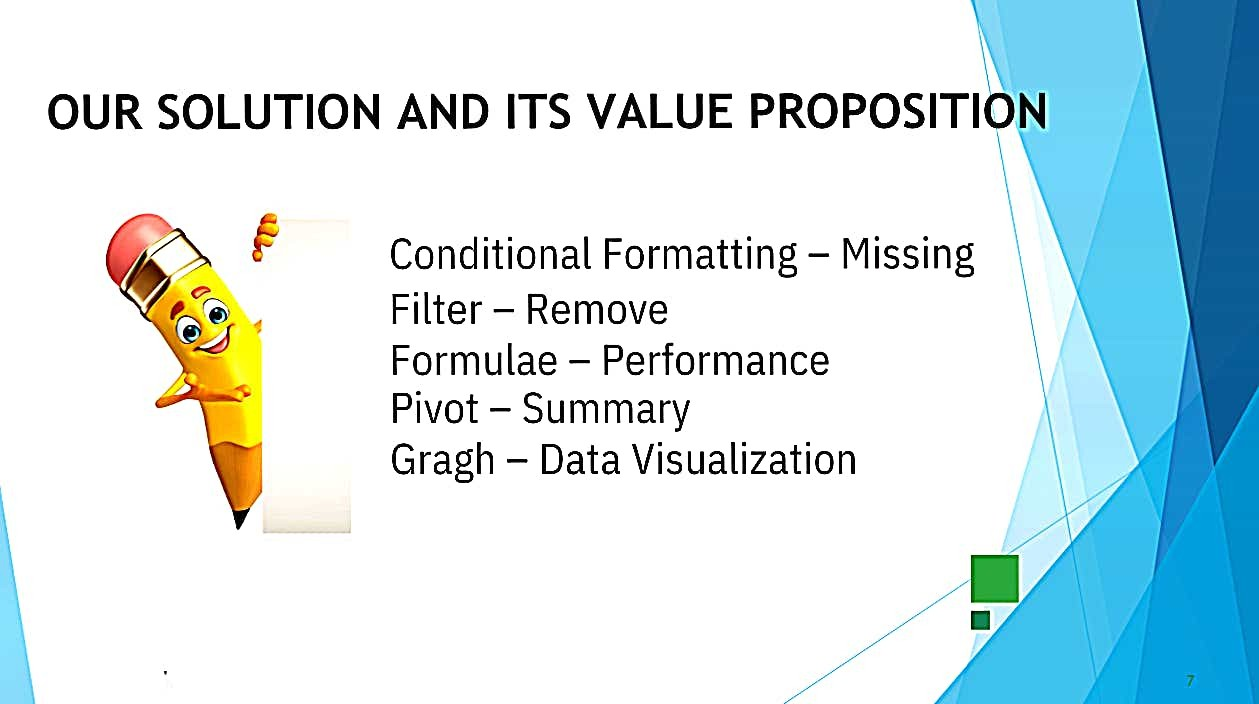 OUR SOLUTION AND ITS VALUE PROPOSITION
Conditional Formatting – Missing
Filter – Remove
Formulae – Performance
Pivot – Summary
Gragh – Data Visualization
7